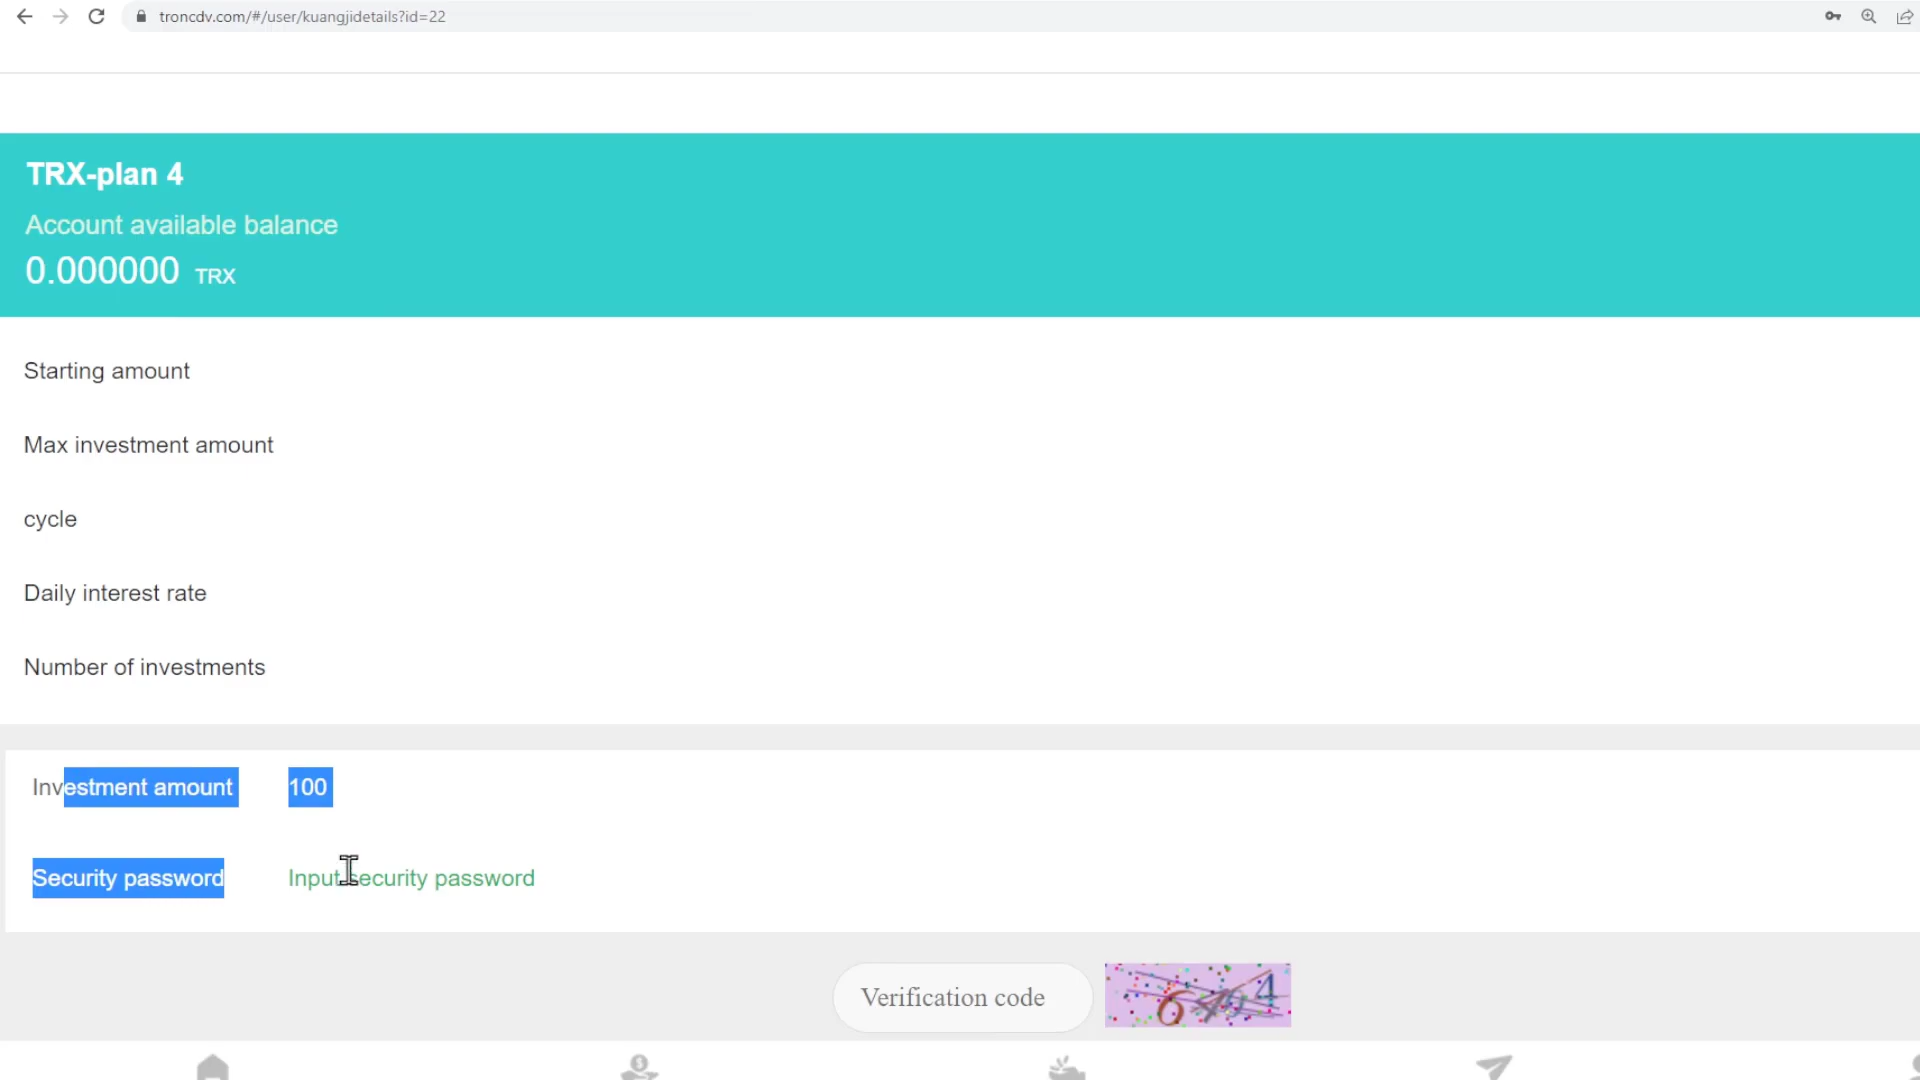 troncdv.com/#/user/kuangjidetails?id=22
TRX-plan 4
Account available balance
0.000000 TRX
Starting amount
Max investment amount
cycle
Daily interest rate
Number of investments
Investment amount 100
Security password Input security password
Verification code